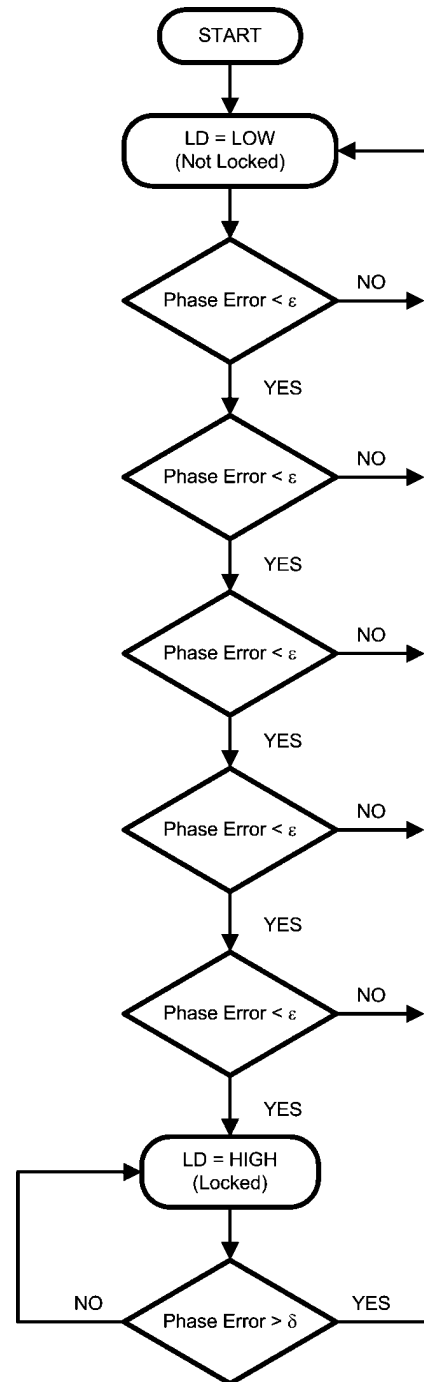 START
LD = LOW
(Not Locked)
Phase Error < ε
NO
YES
Phase Error < ε
NO
YES
Phase Error < ε
NO
YES
Phase Error < ε
NO
YES
Phase Error < ε
NO
YES
LD = HIGH
(Locked)
NO
Phase Error > δ
YES